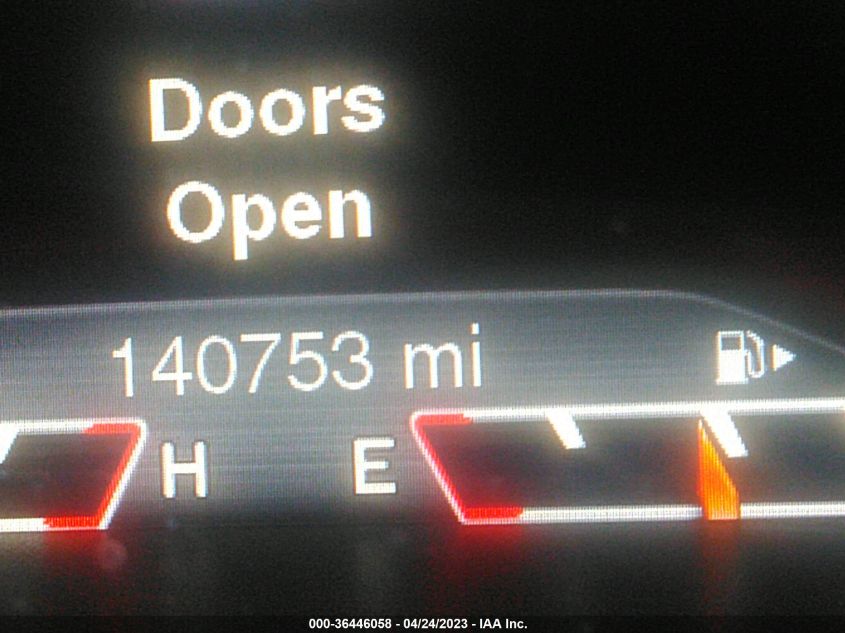 Doors
Open
140753 mi
H E
000-36446058 - 04/24/2023 - IAA Inc.